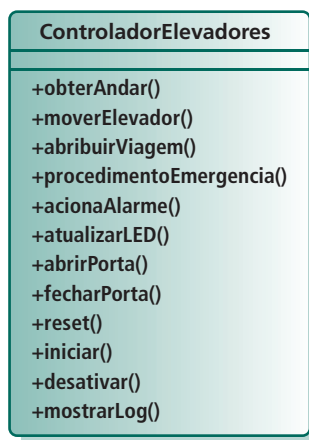 ControladorElevadores
+obterAndar()
+moverElevador()
+abribuirViagem()
+procedimentoEmergencia()
+acionaAlarme()
+atualizarLED()
+abrirPorta()
+fecharPorta()
+reset()
+iniciar()
+desativar()
+mostrarLog()